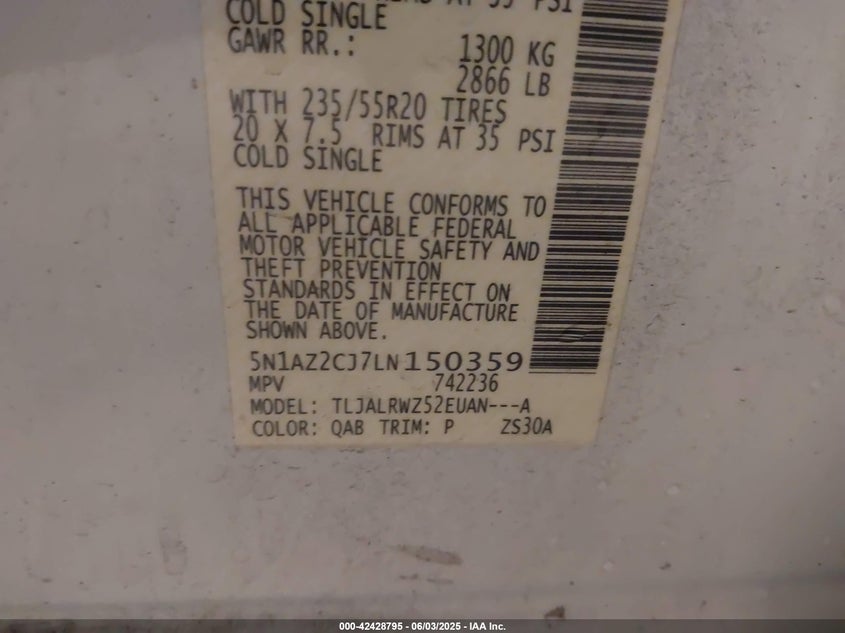 AT 35 PSI
COLD SINGLE
GAWR RR.: 1300 KG
2866 LB
WITH 235/55R20 TIRES
20 X 7.5 RIMS AT 35 PSI
COLD SINGLE
THIS VEHICLE CONFORMS TO
ALL APPLICABLE FEDERAL
MOTOR VEHICLE SAFETY AND
THEFT PREVENTION
STANDARDS IN EFFECT ON
THE DATE OF MANUFACTURE
SHOWN ABOVE.
5N1AZ2CJ7LN150359
MPV 742236
MODEL: TLJALRWZ52EUAN---A
COLOR: QAB TRIM: P ZS30A
000-42428795 - 06/03/2025 - IAA Inc.